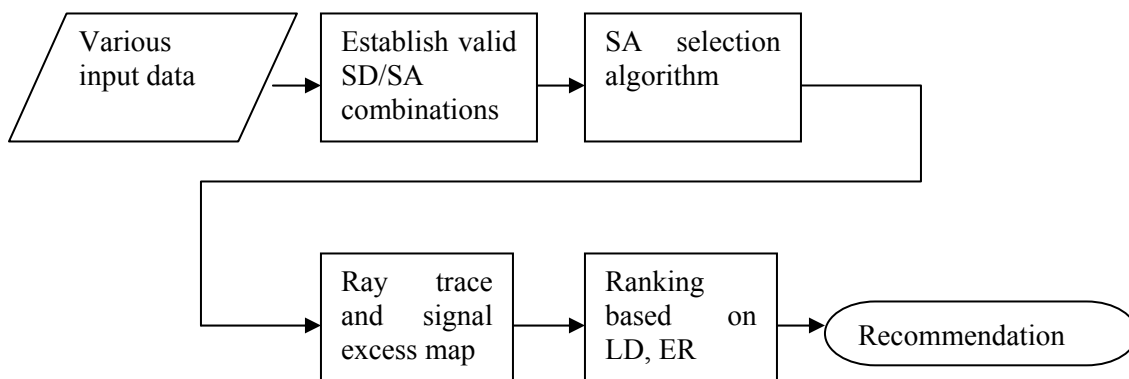 Various
input data
Establish valid
SD/SA
combinations
SA selection
algorithm
Ray trace
and signal
excess map
Ranking
based on
LD, ER
Recommendation